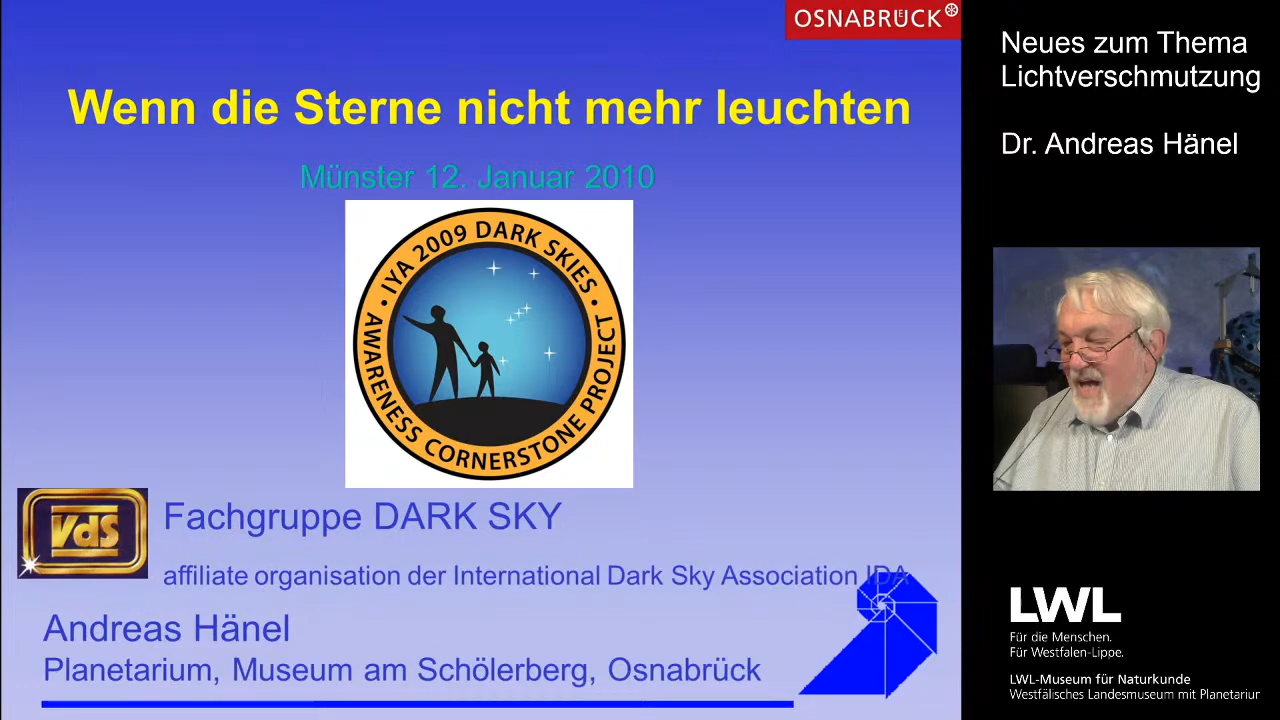 OSNABRÜCK
Wenn die Sterne nicht mehr leuchten
Münster 12. Januar 2010
IYA 2009 DARK SKIES •
• AWARENESS CORNERSTONE PROJECT
VdS
Fachgruppe DARK SKY
affiliate organisation der International Dark Sky Association IDA
Andreas Hänel
Planetarium, Museum am Schölerberg, Osnabrück
Neues zum Thema
Lichtverschmutzung
Dr. Andreas Hänel
LWL
Für die Menschen.
Für Westfalen-Lippe.
LWL-Museum für Naturkunde
Westfälisches Landesmuseum mit Planetariur